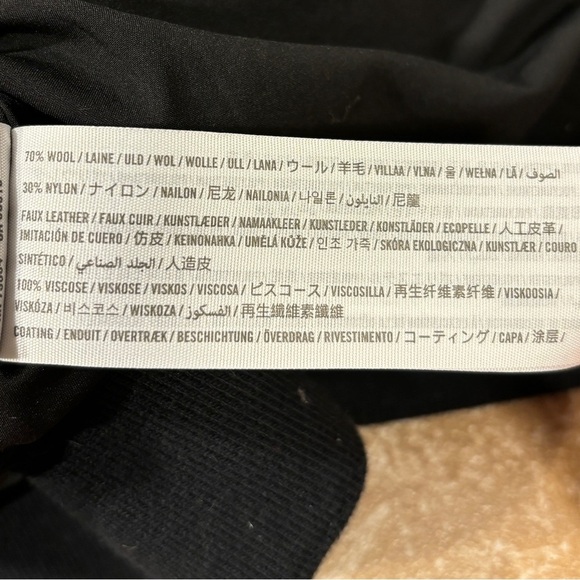 70% WOOL / LAINE / ULD / WOL / WOLLE / ULL / LANA / ウール / 羊毛 / VILLAA / VLNA / 울 / WEŁNA / LÃ / الصوف /
30% NYLON / ナイロン / NAILON / 尼龙 / NAILONIA / 나일론 / النايلون / 尼龍
FAUX LEATHER / FAUX CUIR / KUNSTLÆDER / NAMAAKLEER / KUNSTLEDER / KONSTLÄDER / ECOPELLE / 人工皮革 /
IMITACIÓN DE CUERO / 仿皮 / KEINONAHKA / UMĚLÁ KŮŽE / 인조 가죽 / SKÓRA EKOLOGICZNA / KUNSTLÆR / COURO
SINTÉTICO / الجلد الصناعي / 人造皮
100% VISCOSE / VISKOSE / VISKOS / VISCOSA / ビスコース / VISCOSILLA / 再生纤维素纤维 / VISKOOSIA /
VISKÓZA / 비스코스 / WISKOZA / الفسكوز / 再生纖維素纖維
COATING / ENDUIT / OVERTRÆK / BESCHICHTUNG / ÖVERDRAG / RIVESTIMENTO / コーティング / CAPA / 涂层 /